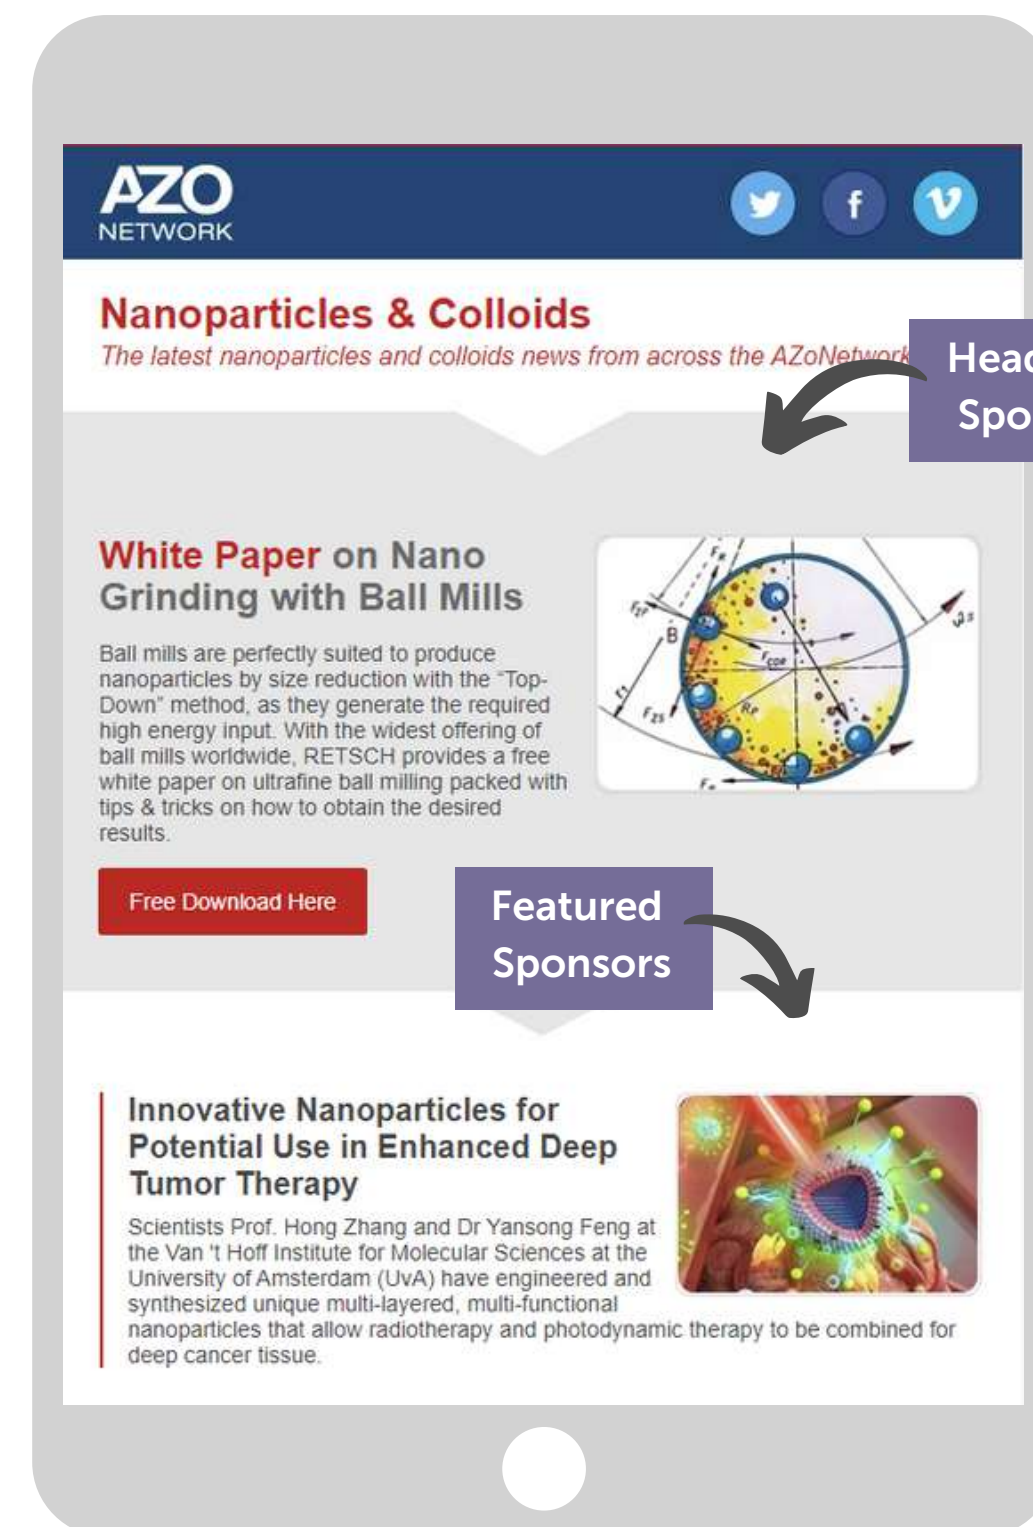 AZO
NETWORK
Nanoparticles & Colloids
The latest nanoparticles and colloids news from across the AZoNetwork
White Paper on Nano
Grinding with Ball Mills
Ball mills are perfectly suited to produce
nanoparticles by size reduction with the “Top-
Down” method, as they generate the required
high energy input. With the widest offering of
ball mills worldwide, RETSCH provides a free
white paper on ultrafine ball milling packed with
tips & tricks on how to obtain the desired
results.
B
Free Download Here
Featured
Sponsors
Innovative Nanoparticles for
Potential Use in Enhanced Deep
Tumor Therapy
Scientists Prof. Hong Zhang and Dr Yansong Feng at
the Van 't Hoff Institute for Molecular Sciences at the
University of Amsterdam (UvA) have engineered and
synthesized unique multi-layered, multi-functional
nanoparticles that allow radiotherapy and photodynamic therapy to be combined for
deep cancer tissue.